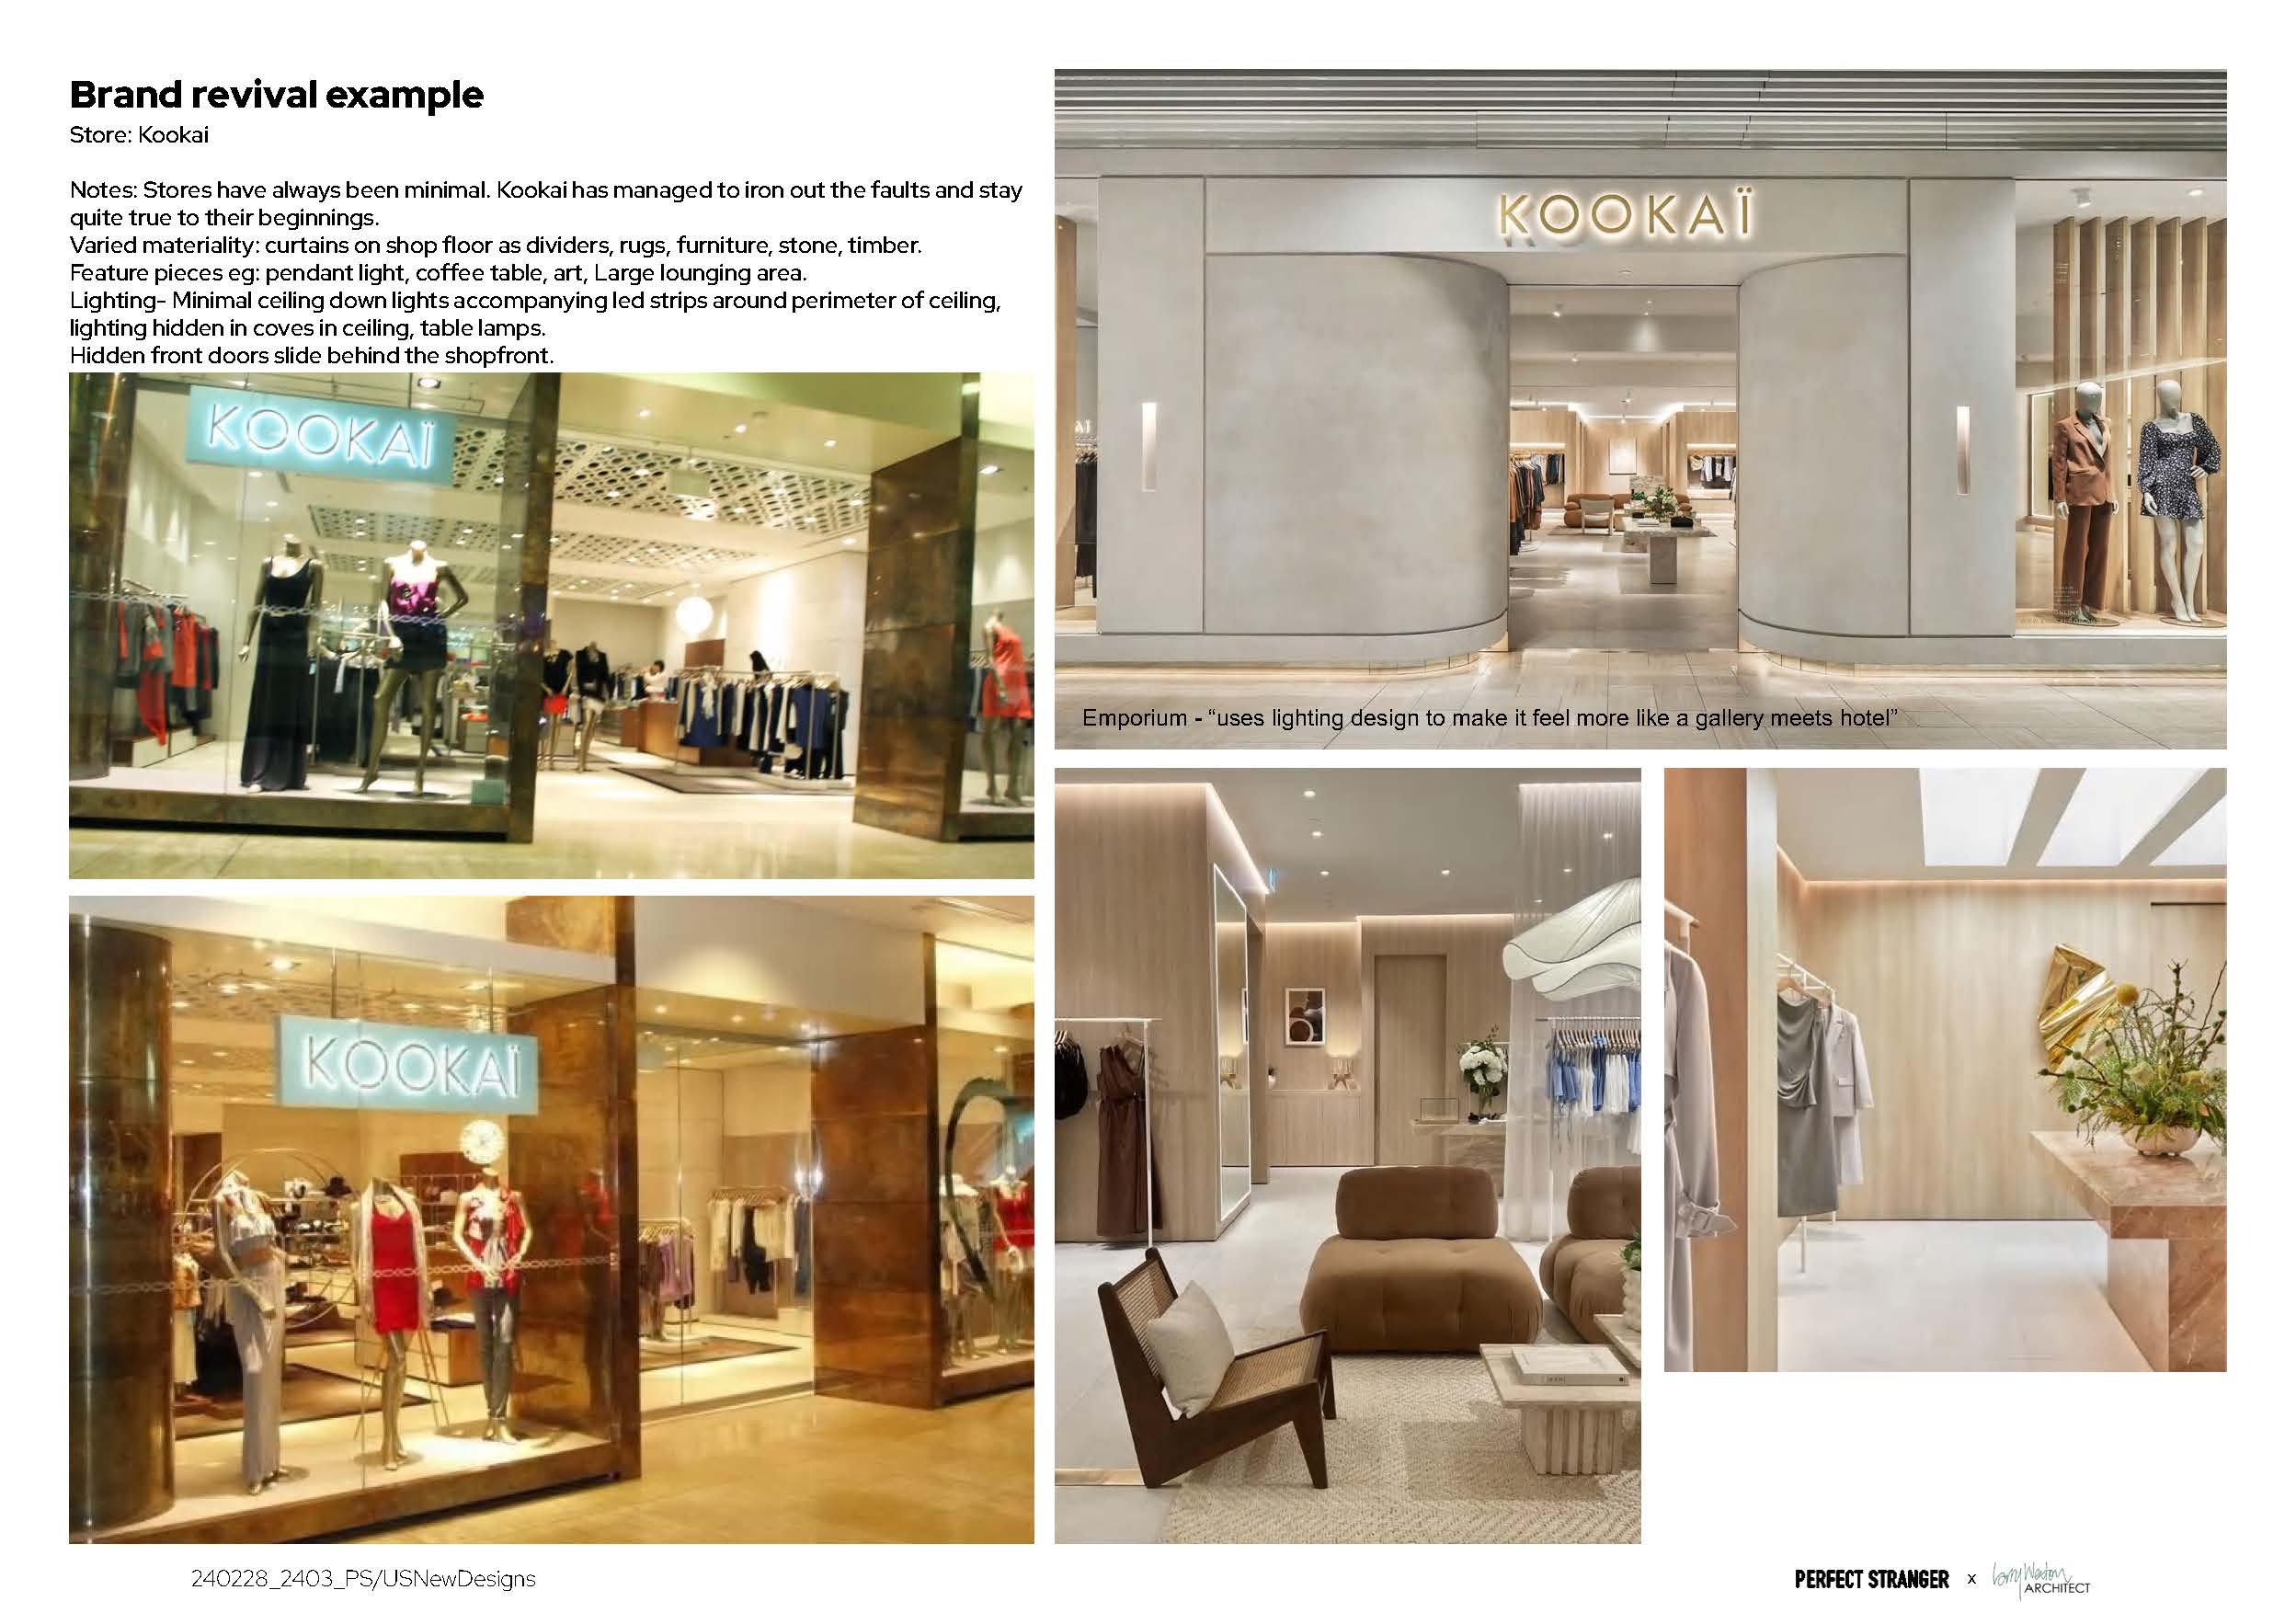 Brand revival example
Store: Kookai
Notes: Stores have always been minimal. Kookai has managed to iron out the faults and stay
quite true to their beginnings.
Varied materiality: curtains on shop floor as dividers, rugs, furniture, stone, timber.
Feature pieces eg: pendant light, coffee table, art, Large lounging area.
Lighting- Minimal ceiling down lights accompanying led strips around perimeter of ceiling,
lighting hidden in coves in ceiling, table lamps.
Hidden front doors slide behind the shopfront.
KOOKAÏ
KOOKAÏ
KOOKAÏ
Emporium - “uses lighting design to make it feel more like a gallery meets hotel”
240228_2403_PS/USNewDesigns
PERFECT STRANGER x
ARCHITECT